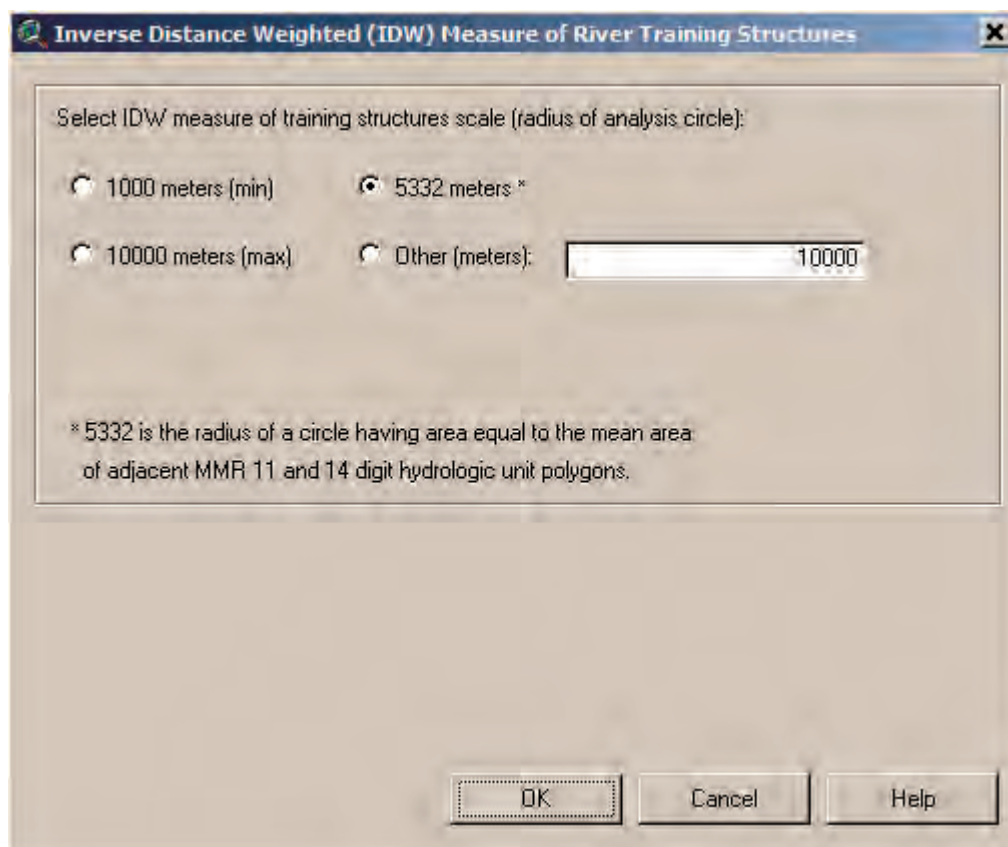 Inverse Distance Weighted (IDW) Measure of River Training Structures
Select IDW measure of training structures scale (radius of analysis circle):
1000 meters (min) 5332 meters *
10000 meters (max) Other (meters): 10000
* 5332 is the radius of a circle having area equal to the mean area
of adjacent MMR 11 and 14 digit hydrologic unit polygons.
OK Cancel Help